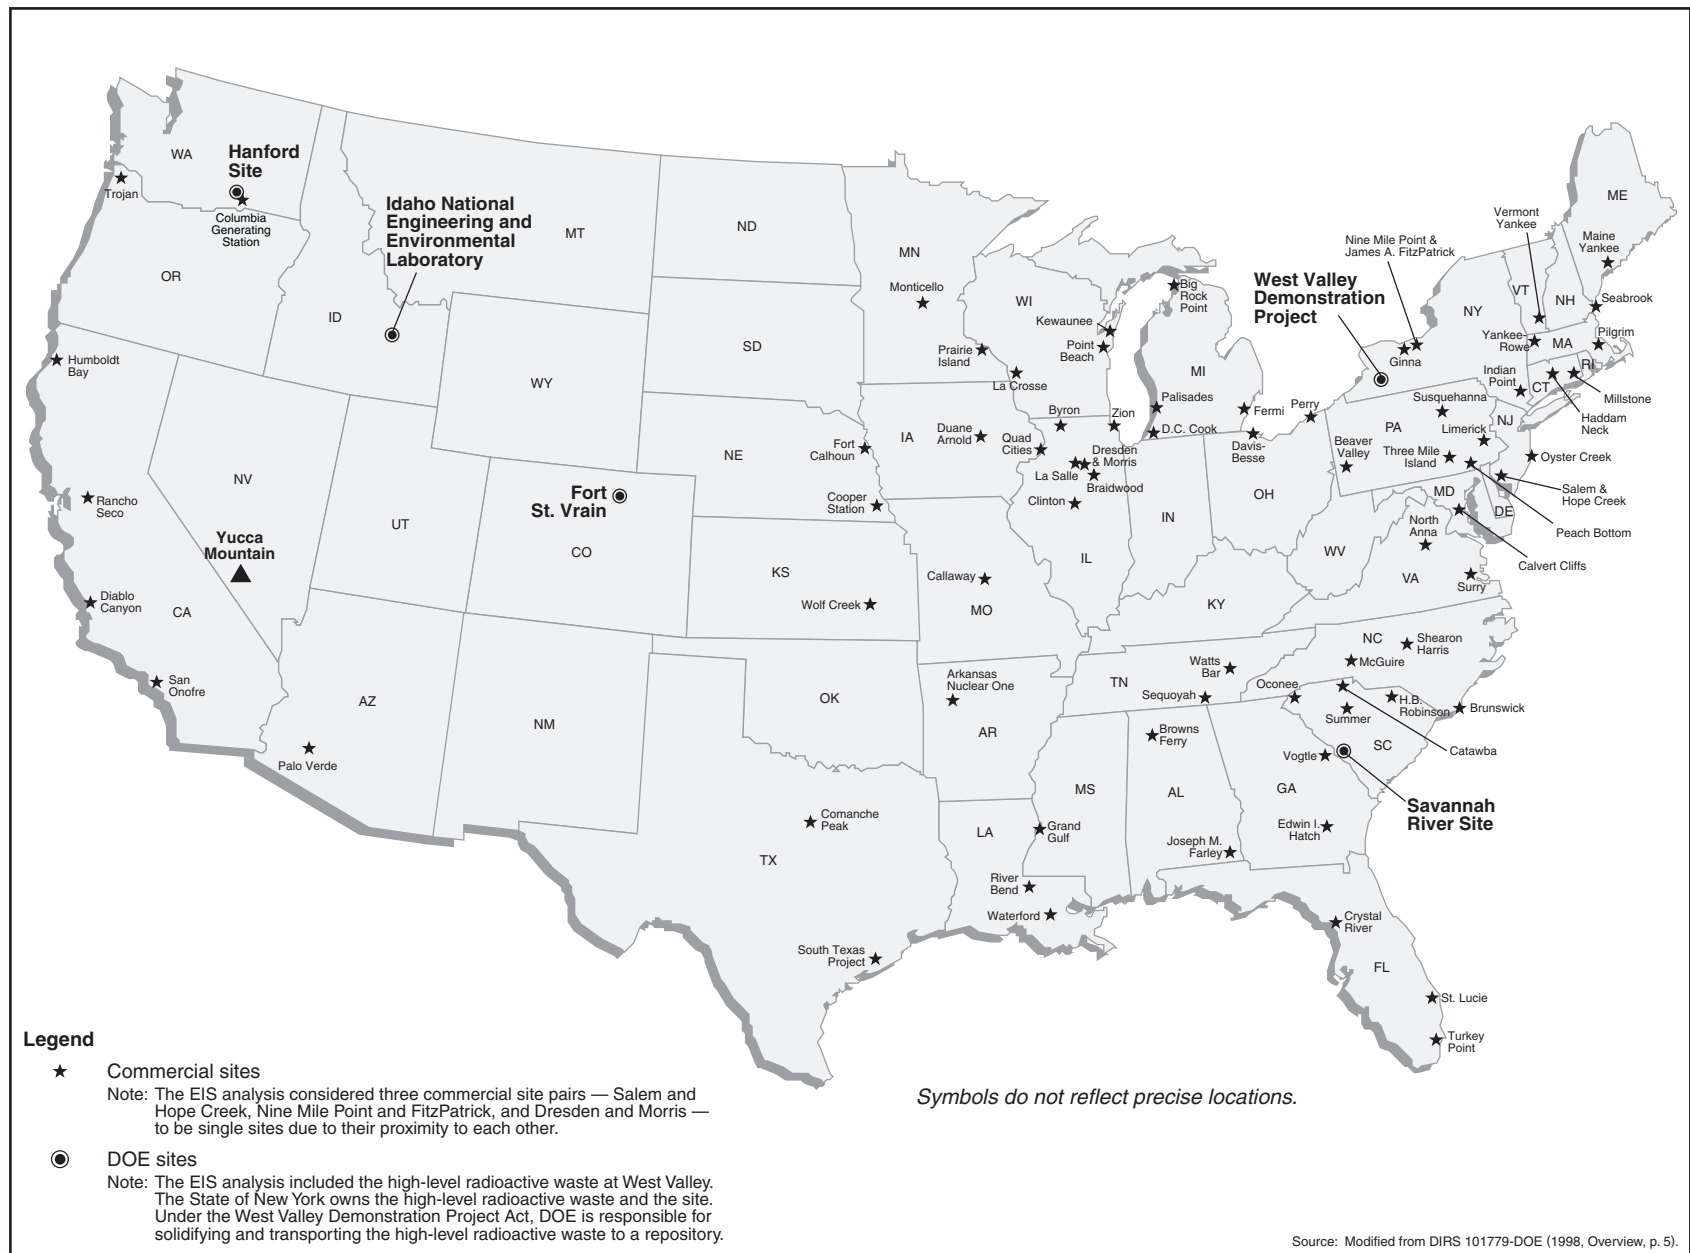 WA
Hanford
Site
Trojan
Columbia
Generating
Station
Idaho National
Engineering and
Environmental
Laboratory
MT
ND
MN
OR
ID
Monticello
WI
Kewaunee
Point
Beach
Big
Rock
Point
West Valley
Demonstration
Project
Nine Mile Point &
James A. FitzPatrick
Vermont
Yankee
ME
Maine
Yankee
VT
NH
Seabrook
NY
Yankee-
Rowe
MA
Pilgrim
Ginna
RI
Indian
Point
CT
Millstone
Haddam
Neck
Humboldt
Bay
SD
WY
Prairie
Island
La Crosse
MI
Palisades
Fermi
Perry
Susquehanna
NJ
PA
Limerick
Byron
Zion
D.C. Cook
Davis-
Besse
Beaver
Valley
Three Mile
Island
Oyster Creek
IA
Duane
Arnold
Quad
Cities
Dresden
& Morris
La Salle
Braidwood
Clinton
Fort
Calhoun
NE
NV
Rancho
Seco
UT
Fort
St. Vrain
CO
Cooper
Station
IN
OH
MD
DE
Salem &
Hope Creek
Peach Bottom
North
Anna
Calvert Cliffs
Yucca
Mountain
WV
VA
Surry
IL
KS
Callaway
MO
Wolf Creek
KY
Diablo
Canyon
CA
San
Onofre
NC
Shearon
Harris
McGuire
Watts
Bar
TN
Sequoyah
Oconee
H.B.
Robinson
Brunswick
Summer
SC
Catawba
AZ
NM
OK
Arkansas
Nuclear One
AR
Palo Verde
Browns
Ferry
Vogtle
MS
AL
GA
Savannah
River Site
Comanche
Peak
TX
LA
Grand
Gulf
Edwin I.
Hatch
Joseph M.
Farley
River
Bend
Waterford
South Texas
Project
Crystal
River
FL
St. Lucie
Turkey
Point
Legend
Commercial sites
Note: The EIS analysis considered three commercial site pairs — Salem and
Hope Creek, Nine Mile Point and FitzPatrick, and Dresden and Morris —
to be single sites due to their proximity to each other.
Symbols do not reflect precise locations.
DOE sites
Note: The EIS analysis included the high-level radioactive waste at West Valley.
The State of New York owns the high-level radioactive waste and the site.
Under the West Valley Demonstration Project Act, DOE is responsible for
solidifying and transporting the high-level radioactive waste to a repository.
Source: Modified from DIRS 101779-DOE (1998, Overview, p. 5).